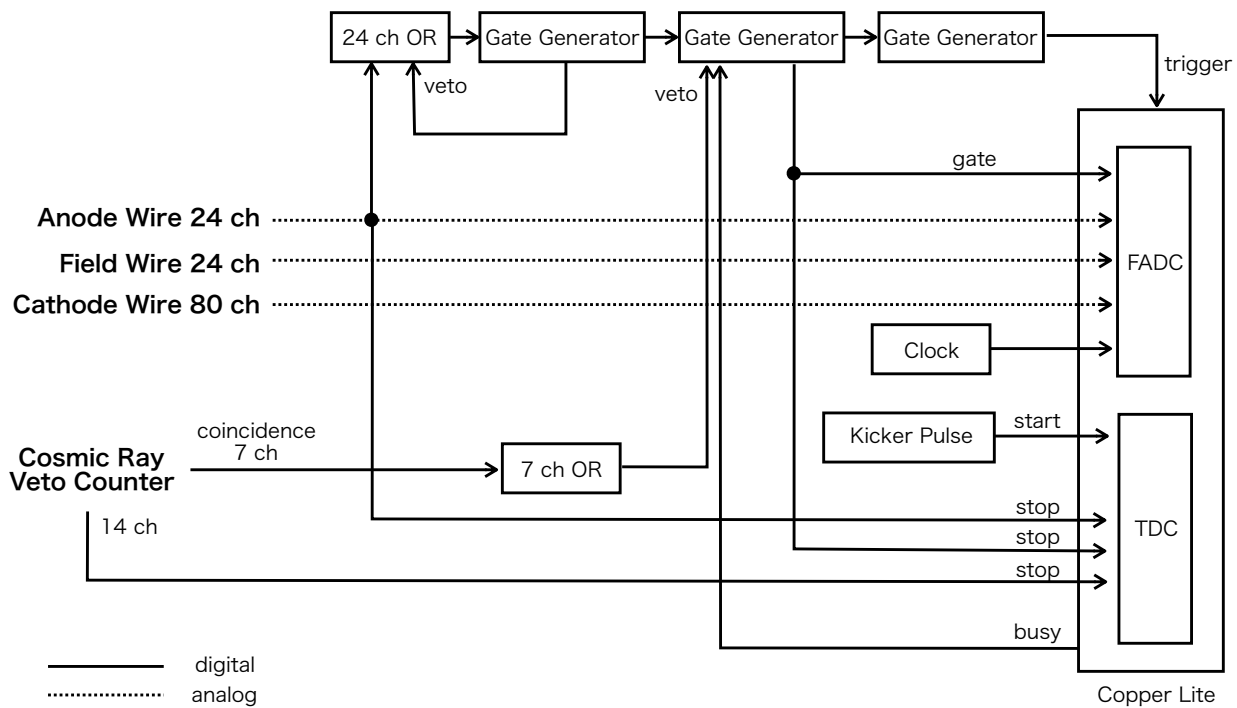 24 ch OR
Gate Generator
Gate Generator
Gate Generator
trigger
veto
veto
gate
Anode Wire 24 ch
Field Wire 24 ch
FADC
Cathode Wire 80 ch
Clock
coincidence
7 ch
Kicker Pulse
start
Cosmic Ray
Veto Counter
7 ch OR
14 ch
stop
stop
stop
TDC
busy
digital
analog
Copper Lite